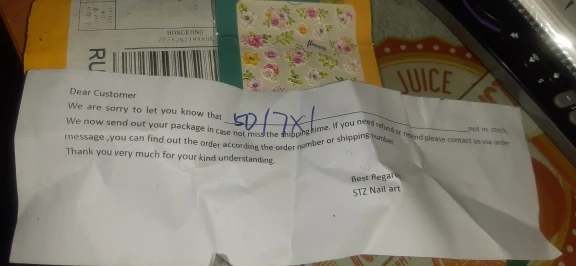 HONGKONG
RU
flowers
JUICE
Dear Customer
We are sorry to let you know that not in stock,
We now send out your package in case not miss the shipping time. If you need refund or resend please contact us via order
message ,you can find out the order according the order number or shipping number.
Thank you very much for your kind understanding.
Best Regar
STZ Nail art